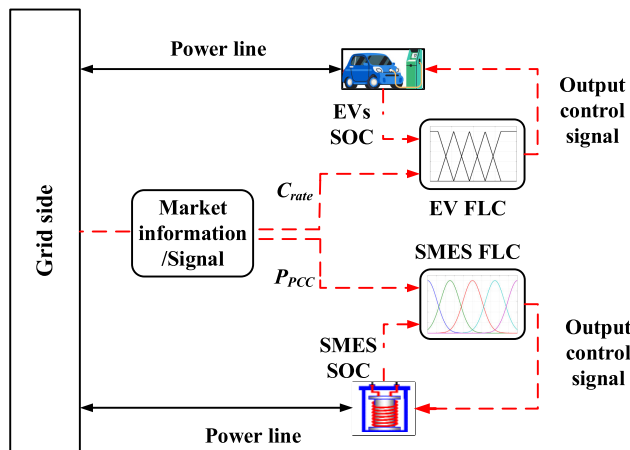 Power line
EVs
SOC
Output
control
signal
EV FLC
Grid side
Market
information
/Signal
C_rate
P_PCC
SMES FLC
SMES
SOC
Output
control
signal
Power line